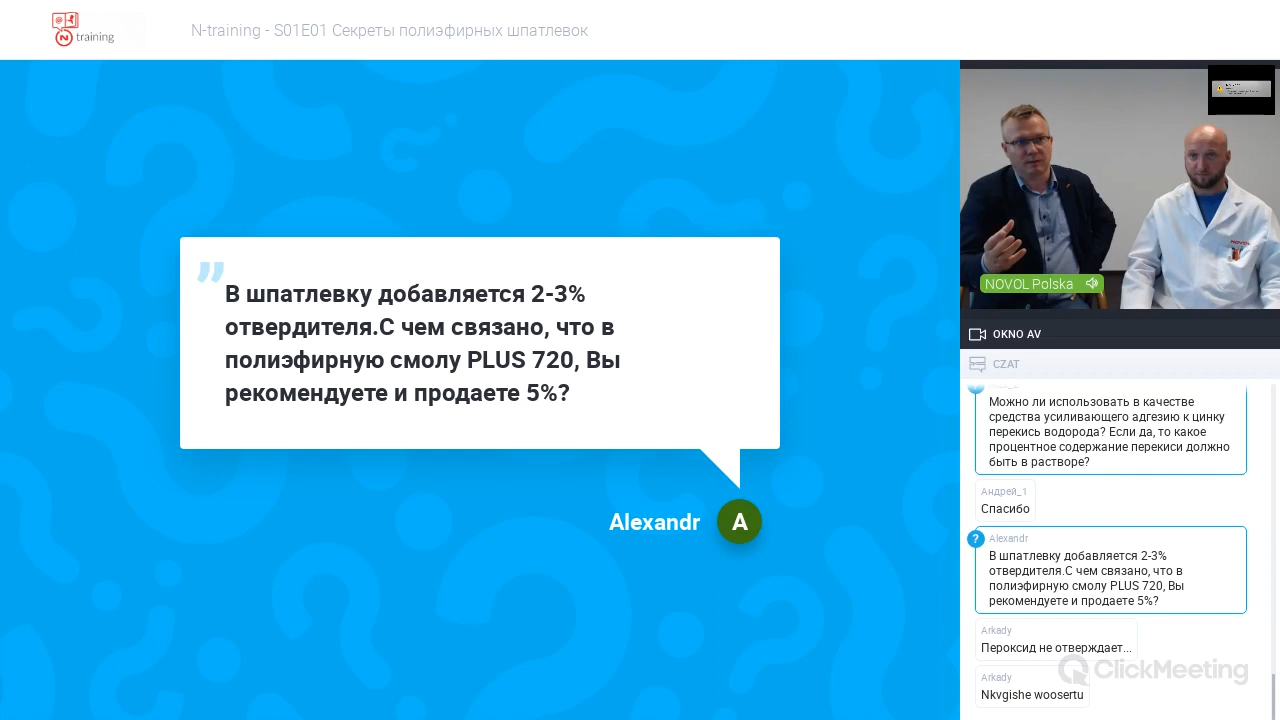 N training
N-training - S01E01 Секреты полиэфирных шпатлевок
В шпатлевку добавляется 2-3%
отвердителя.С чем связано, что в
полиэфирную смолу PLUS 720, Вы
рекомендуете и продаете 5%?
Alexandr
A
NOVOL Polska
NOVOL
OKNO AV
CZAT
Можно ли использовать в качестве
средства усиливающего адгезию к цинку
перекись водорода? Если да, то какое
процентное содержание перекиси должно
быть в растворе?
Андрей_1
Спасибо
?
Alexandr
В шпатлевку добавляется 2-3%
отвердителя.С чем связано, что в
полиэфирную смолу PLUS 720, Вы
рекомендуете и продаете 5%?
Arkady
Пероксид не отверждает...
Arkady
Nkvgishe woosertu
ClickMeeting